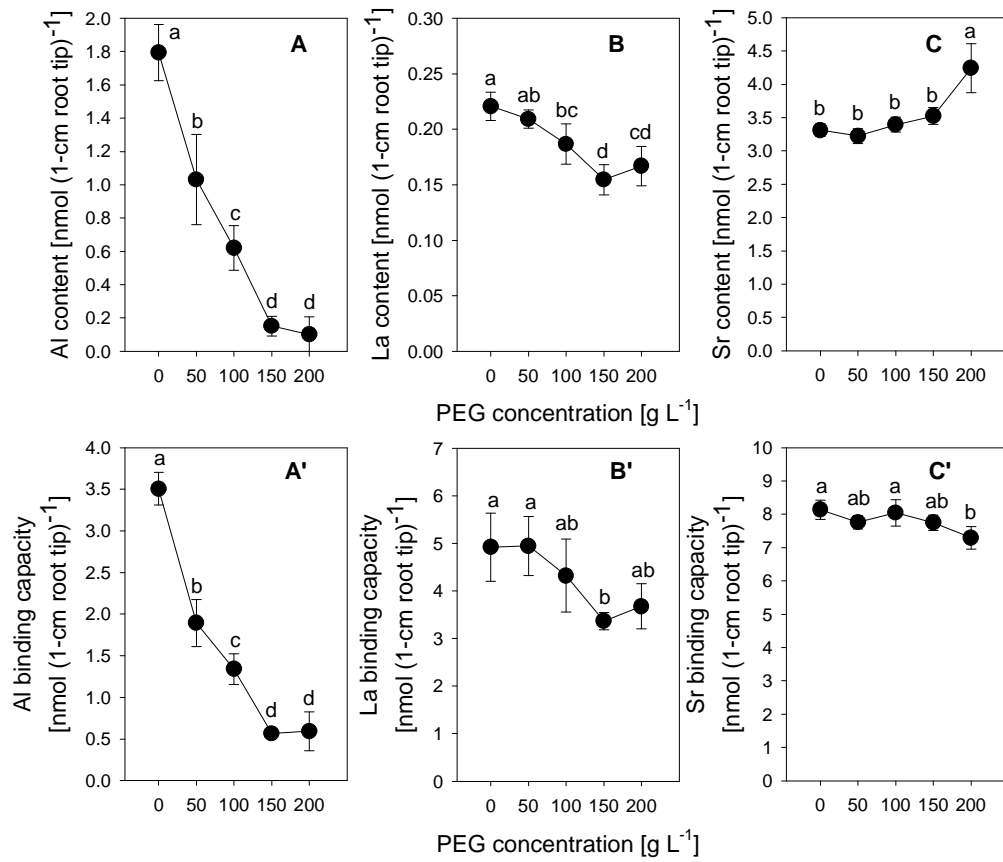 A
B
C
Al content [nmol (1-cm root tip)⁻¹]
2.0
1.8
1.6
1.4
1.2
1.0
0.8
0.6
0.4
0.2
0.0
a
b
c
d
d
0 50 100 150 200
La content [nmol (1-cm root tip)⁻¹]
0.30
0.25
0.20
0.15
0.10
0.05
0.00
a
ab
bc
d
cd
0 50 100 150 200
Sr content [nmol (1-cm root tip)⁻¹]
5.0
4.5
4.0
3.5
3.0
2.5
2.0
1.5
1.0
0.5
0.0
b
b
b
b
a
0 50 100 150 200
PEG concentration [g L⁻¹]
A'
B'
C'
Al binding capacity
[nmol (1-cm root tip)⁻¹]
4.0
3.5
3.0
2.5
2.0
1.5
1.0
0.5
0.0
a
b
c
d
d
0 50 100 150 200
La binding capacity
[nmol (1-cm root tip)⁻¹]
7
6
5
4
3
2
1
0
a
a
ab
b
ab
0 50 100 150 200
Sr binding capacity
[nmol (1-cm root tip)⁻¹]
10
9
8
7
6
5
4
3
2
1
0
a
ab
a
ab
b
0 50 100 150 200
PEG concentration [g L⁻¹]